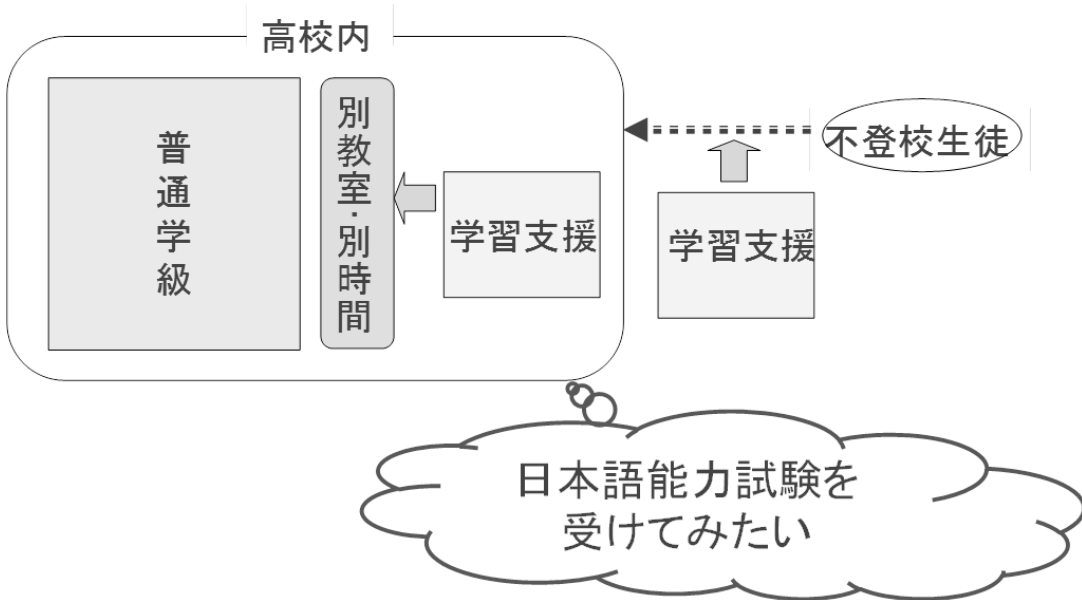 高校内
普通学級
別教室・別時間
学習支援
不登校生徒
学習支援
日本語能力試験を
受けてみたい